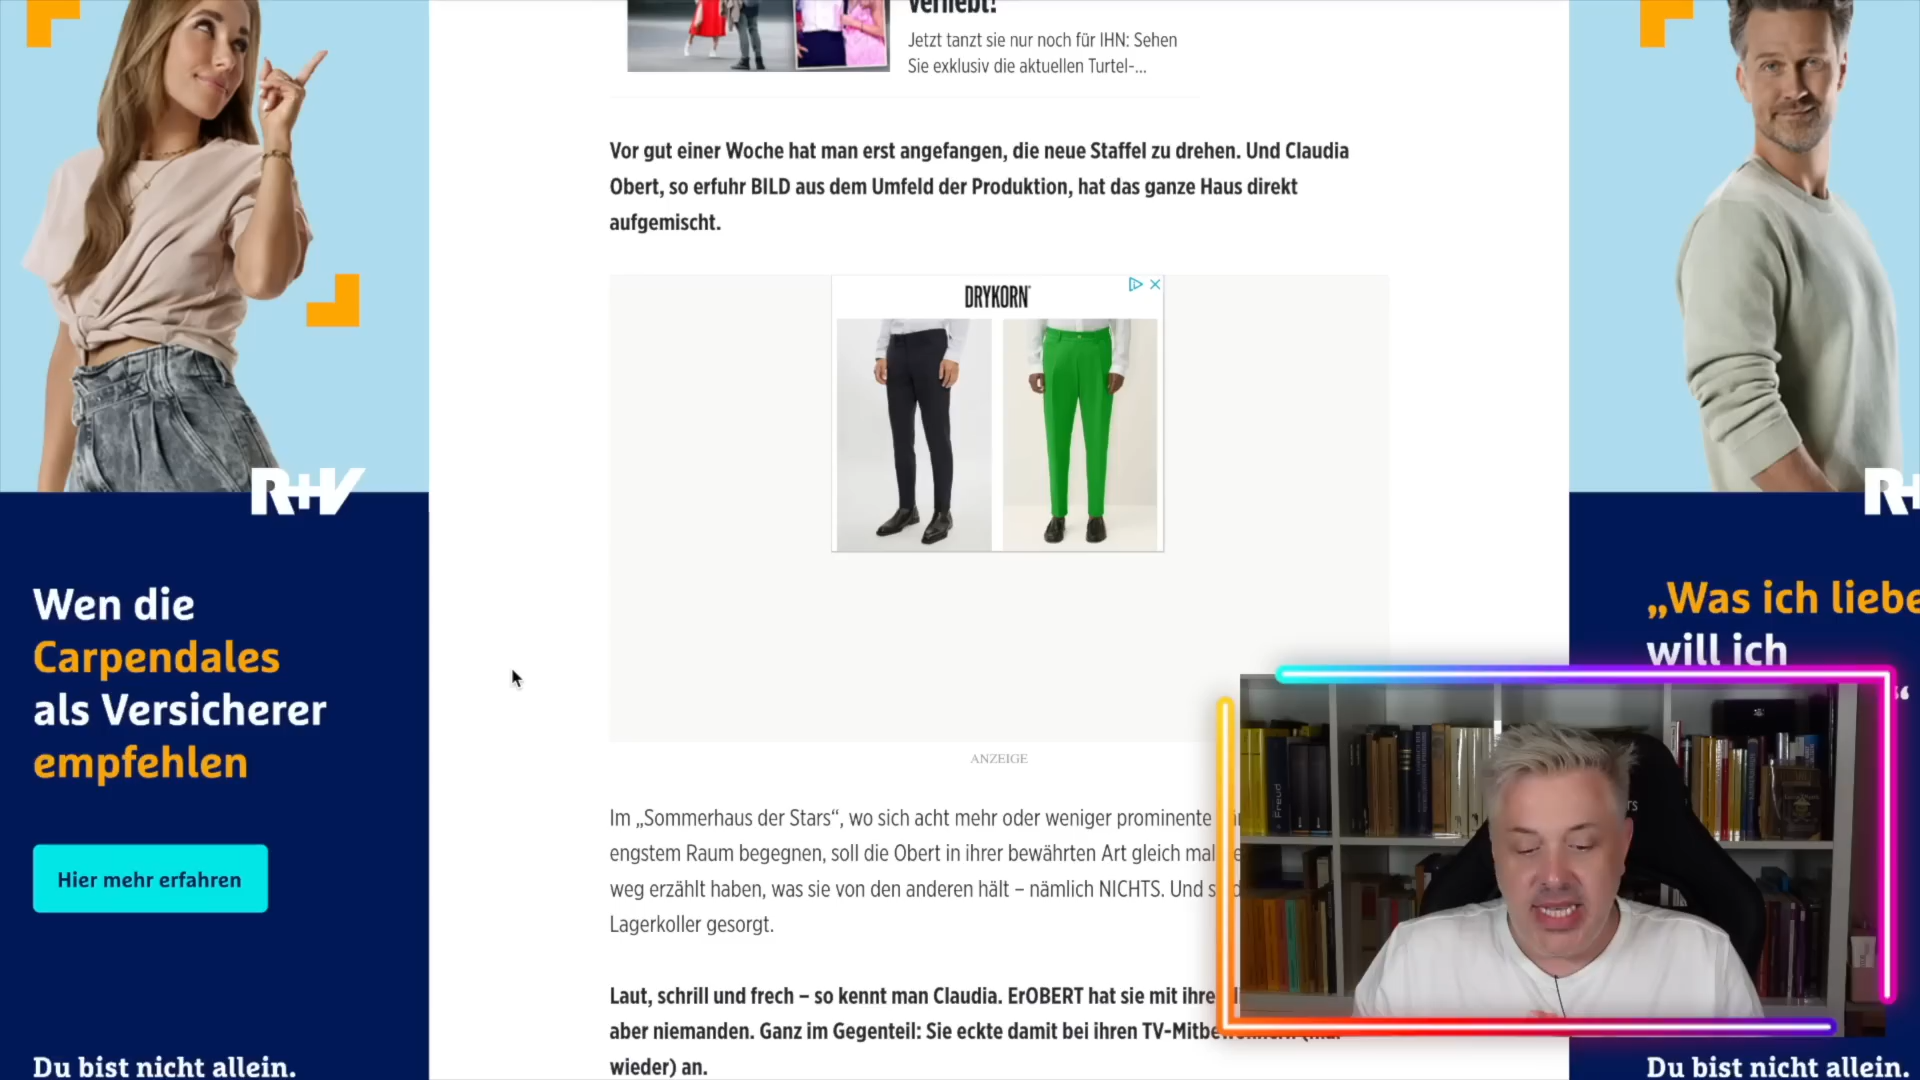 verliebt!
Jetzt tanzt sie nur noch für IHN: Sehen
Sie exklusiv die aktuellen Turtel-...
Vor gut einer Woche hat man erst angefangen, die neue Staffel zu drehen. Und Claudia
Obert, so erfuhr BILD aus dem Umfeld der Produktion, hat das ganze Haus direkt
aufgemischt.
DRYKORN
ANZEIGE
Im „Sommerhaus der Stars“, wo sich acht mehr oder weniger prominente
engstem Raum begegnen, soll die Obert in ihrer bewährten Art gleich mal
weg erzählt haben, was sie von den anderen hält – nämlich NICHTS. Und
Lagerkoller gesorgt.
Laut, schrill und frech – so kennt man Claudia. ErOBERT hat sie mit
aber niemanden. Ganz im Gegenteil: Sie eckte damit bei ihren
wieder) an.
R+V
Wen die
Carpendales
als Versicherer
empfehlen
Hier mehr erfahren
Du bist nicht allein.
R+
„Was ich liebe
will ich
“
Du bist nicht allein.
Freud